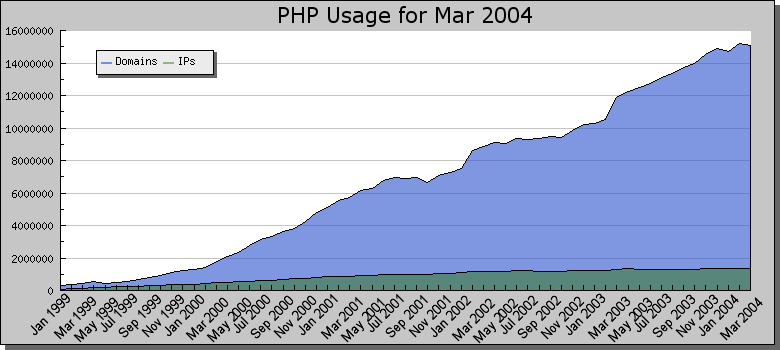 PHP Usage for Mar 2004
16000000
14000000
12000000
10000000
8000000
6000000
4000000
2000000
0
Domains IPs
Jan 1999
Mar 1999
May 1999
Jul 1999
Sep 1999
Nov 1999
Jan 2000
Mar 2000
May 2000
Jul 2000
Sep 2000
Nov 2000
Jan 2001
Mar 2001
May 2001
Jul 2001
Sep 2001
Nov 2001
Jan 2002
Mar 2002
May 2002
Jul 2002
Sep 2002
Nov 2002
Jan 2003
Mar 2003
May 2003
Jul 2003
Sep 2003
Nov 2003
Jan 2004
Mar 2004